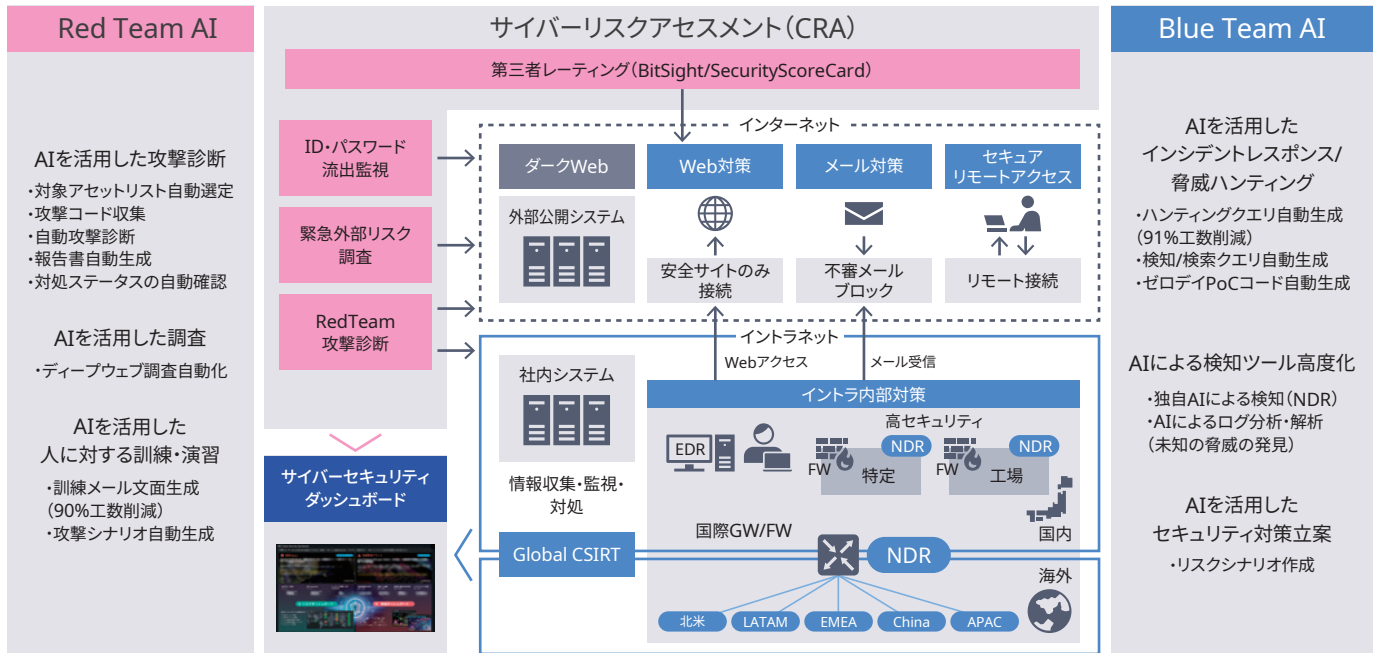 Red Team AI
AIを活用した攻撃診断
・対象アセットリスト自動選定
・攻撃コード収集
・自動攻撃診断
・報告書自動生成
・対処ステータスの自動確認
AIを活用した調査
・ディープウェブ調査自動化
AIを活用した
人に対する訓練・演習
・訓練メール文面生成
(90%工数削減)
・攻撃シナリオ自動生成
サイバーリスクアセスメント(CRA)
第三者レーティング(BitSight/SecurityScoreCard)
ID・パスワード
流出監視
緊急外部リスク
調査
RedTeam
攻撃診断
サイバーセキュリティ
ダッシュボード
インターネット
ダークWeb
外部公開システム
Web対策
安全サイトのみ
接続
メール対策
不審メール
ブロック
セキュア
リモートアクセス
リモート接続
イントラネット
Webアクセス
メール受信
社内システム
情報収集・監視・
対処
Global CSIRT
イントラ内部対策
高セキュリティ
EDR
FW
NDR
特定
FW
NDR
工場
国内
国際GW/FW
NDR
海外
北米
LATAM
EMEA
China
APAC
Blue Team AI
AIを活用した
インシデントレスポンス/
脅威ハンティング
・ハンティングクエリ自動生成
(91%工数削減)
・検知/検索クエリ自動生成
・ゼロデイPoCコード自動生成
AIによる検知ツール高度化
・独自AIによる検知(NDR)
・AIによるログ分析・解析
(未知の脅威の発見)
AIを活用した
セキュリティ対策立案
・リスクシナリオ作成